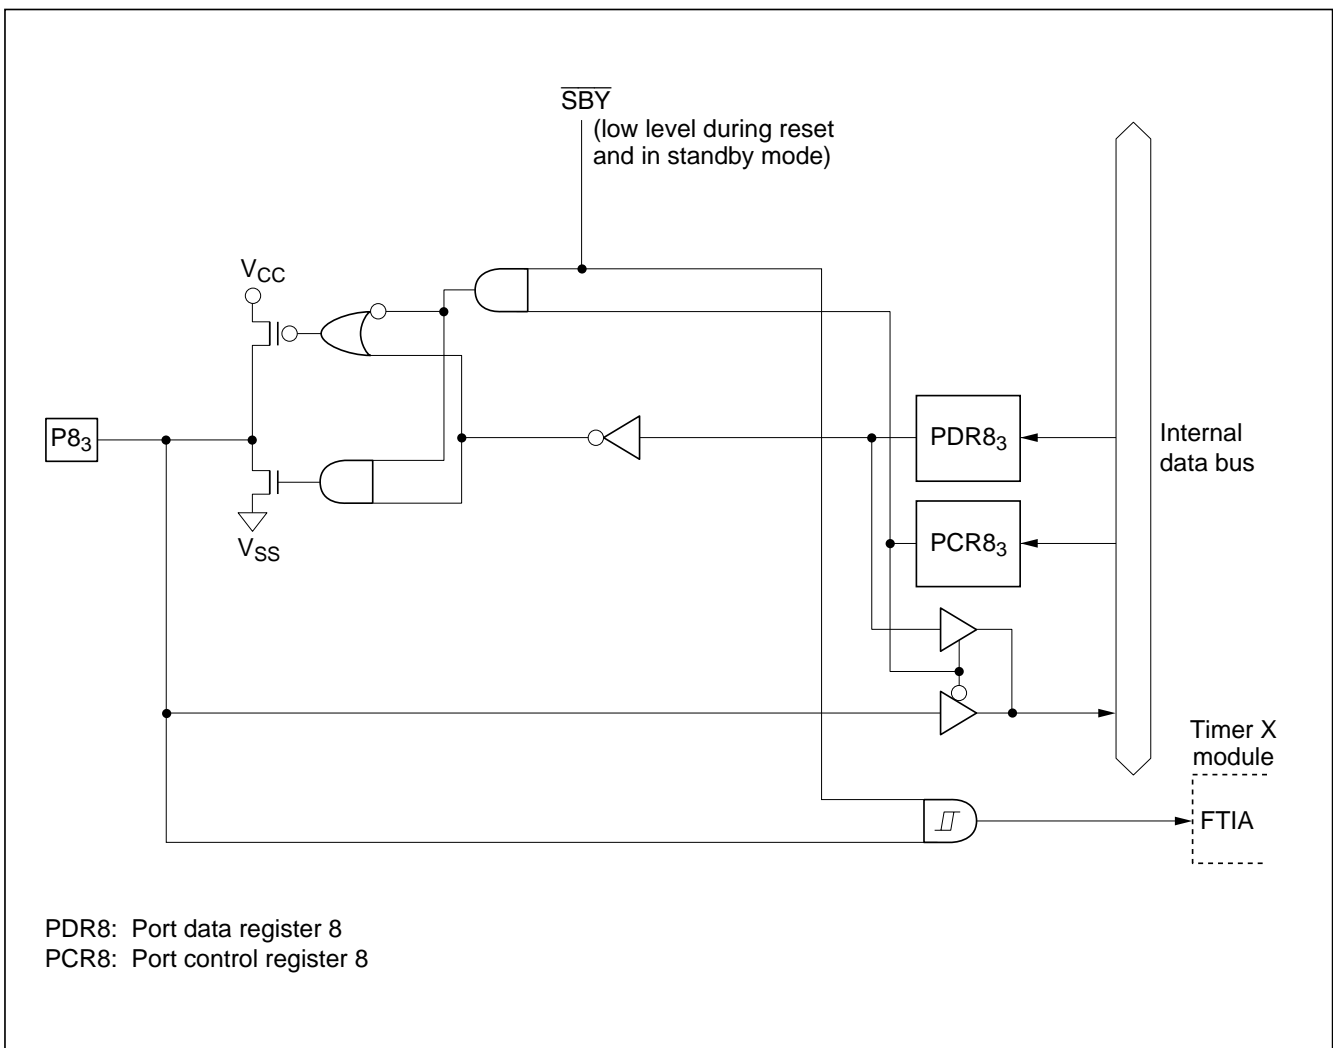 SBY
(low level during reset
and in standby mode)
VCC
P83
VSS
PDR83
PCR83
Internal
data bus
Timer X
module
FTIA
PDR8: Port data register 8
PCR8: Port control register 8